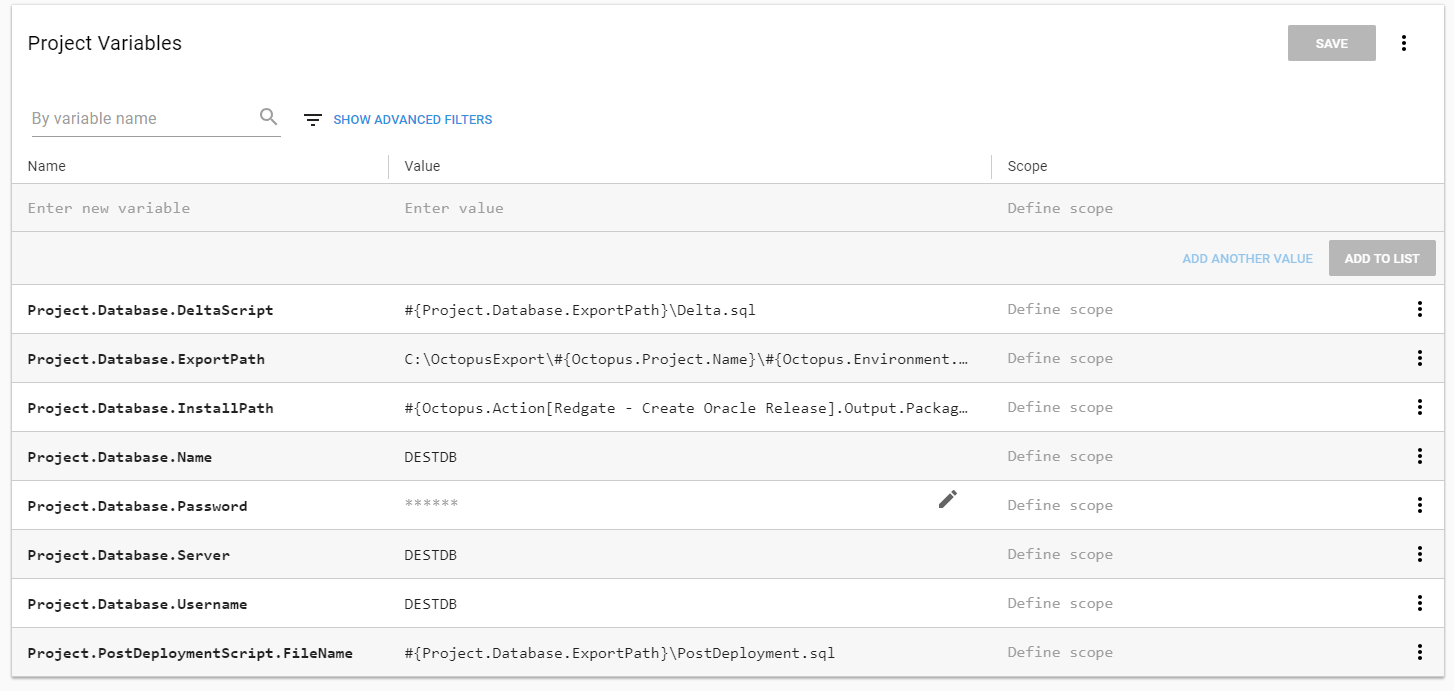 Project Variables
SAVE
By variable name
SHOW ADVANCED FILTERS
Name Value Scope
Enter new variable Enter value Define scope
ADD ANOTHER VALUE ADD TO LIST
Project.Database.DeltaScript #{Project.Database.ExportPath}\Delta.sql Define scope
Project.Database.ExportPath C:\OctopusExport\#{Octopus.Project.Name}\#{Octopus.Environment.… Define scope
Project.Database.InstallPath #{Octopus.Action[Redgate - Create Oracle Release].Output.Packag… Define scope
Project.Database.Name DESTDB Define scope
Project.Database.Password ****** Define scope
Project.Database.Server DESTDB Define scope
Project.Database.Username DESTDB Define scope
Project.PostDeploymentScript.FileName #{Project.Database.ExportPath}\PostDeployment.sql Define scope